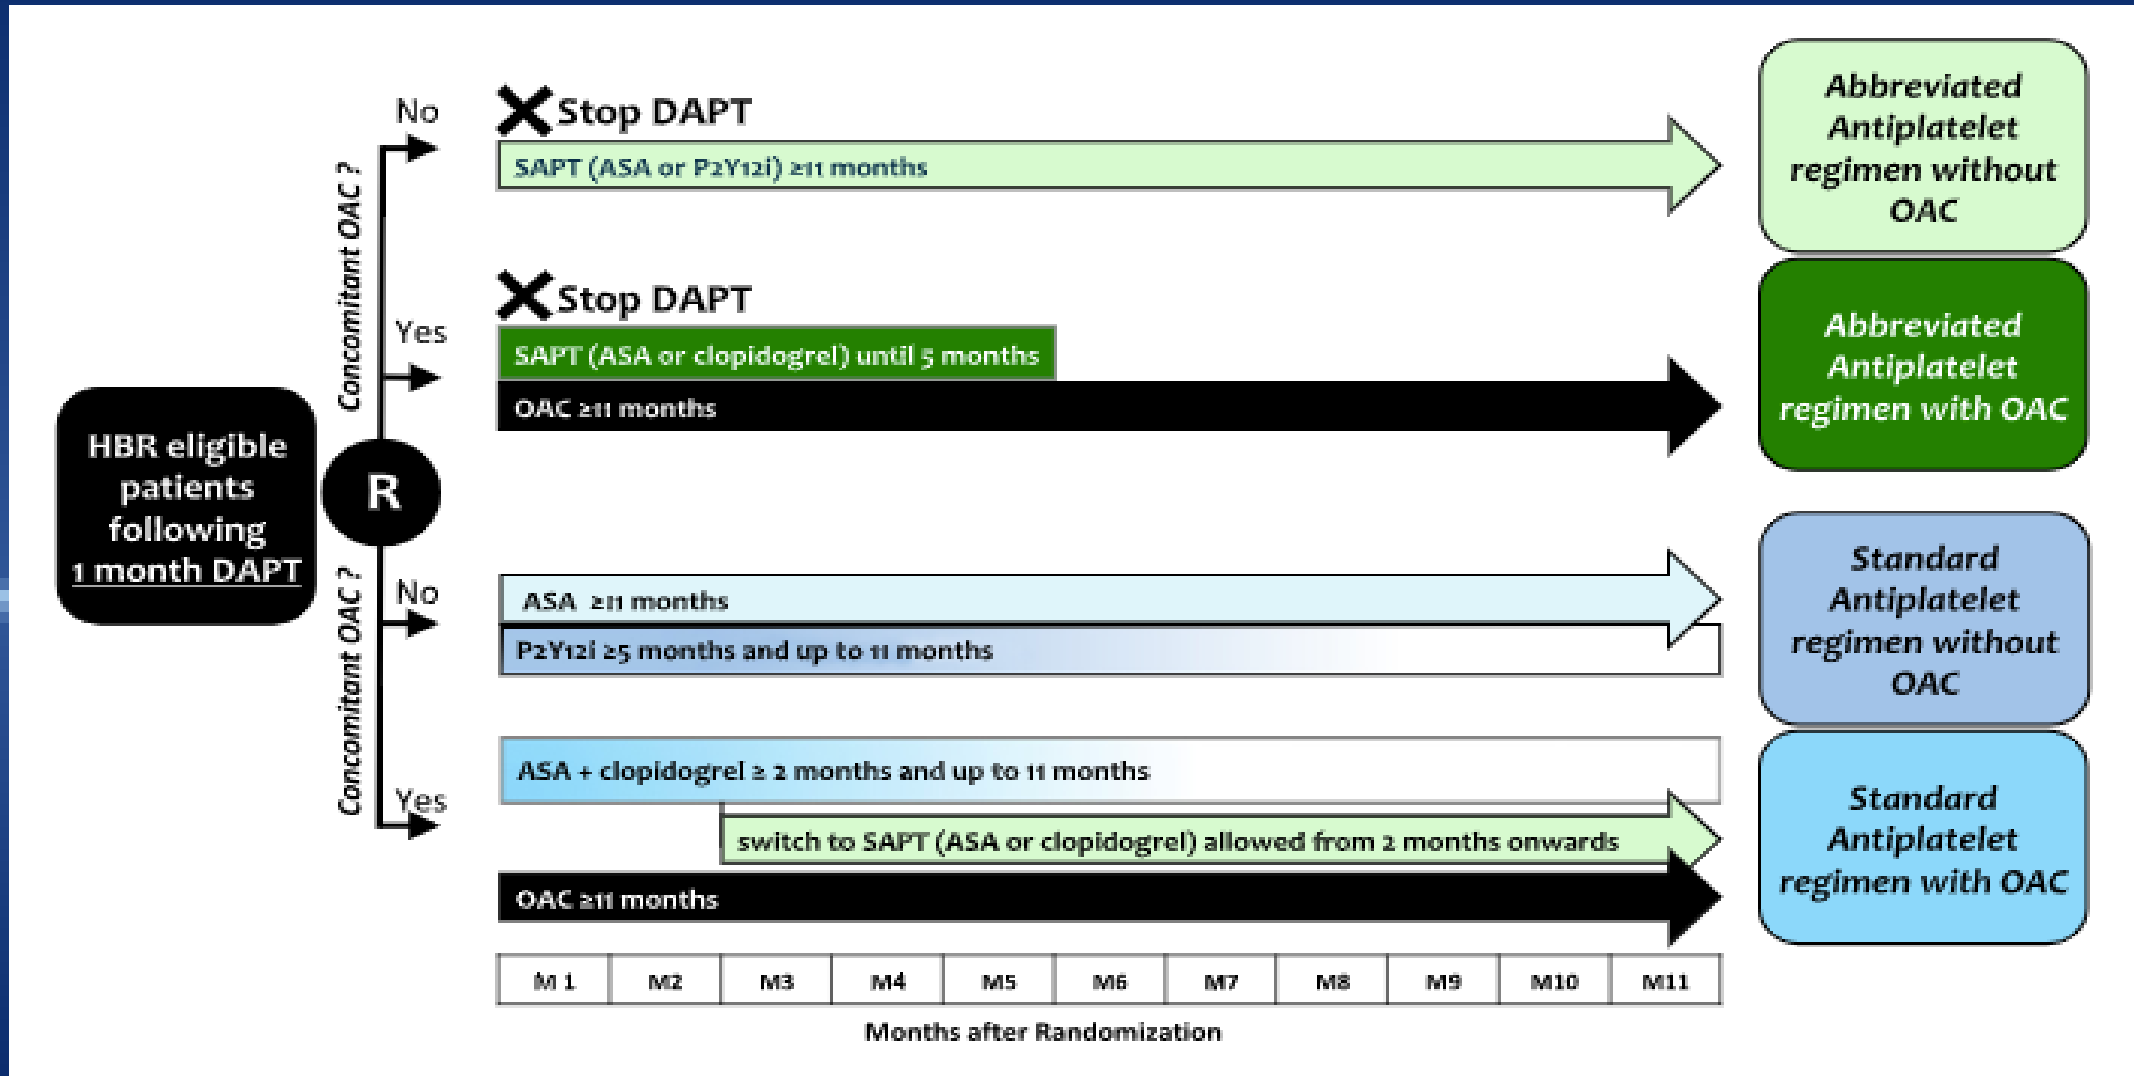 HBR eligible
patients
following
1 month DAPT
R
Concomitant OAC ?
No
Yes
Concomitant OAC ?
No
Yes
Stop DAPT
SAPT (ASA or P2Y12i) ≥11 months
Abbreviated
Antiplatelet
regimen without
OAC
Stop DAPT
SAPT (ASA or clopidogrel) until 5 months
OAC ≥11 months
Abbreviated
Antiplatelet
regimen with OAC
ASA ≥11 months
P2Y12i ≥5 months and up to 11 months
Standard
Antiplatelet
regimen without
OAC
ASA + clopidogrel ≥ 2 months and up to 11 months
switch to SAPT (ASA or clopidogrel) allowed from 2 months onwards
OAC ≥11 months
Standard
Antiplatelet
regimen with OAC
M 1 M2 M3 M4 M5 M6 M7 M8 M9 M10 M11
Months after Randomization